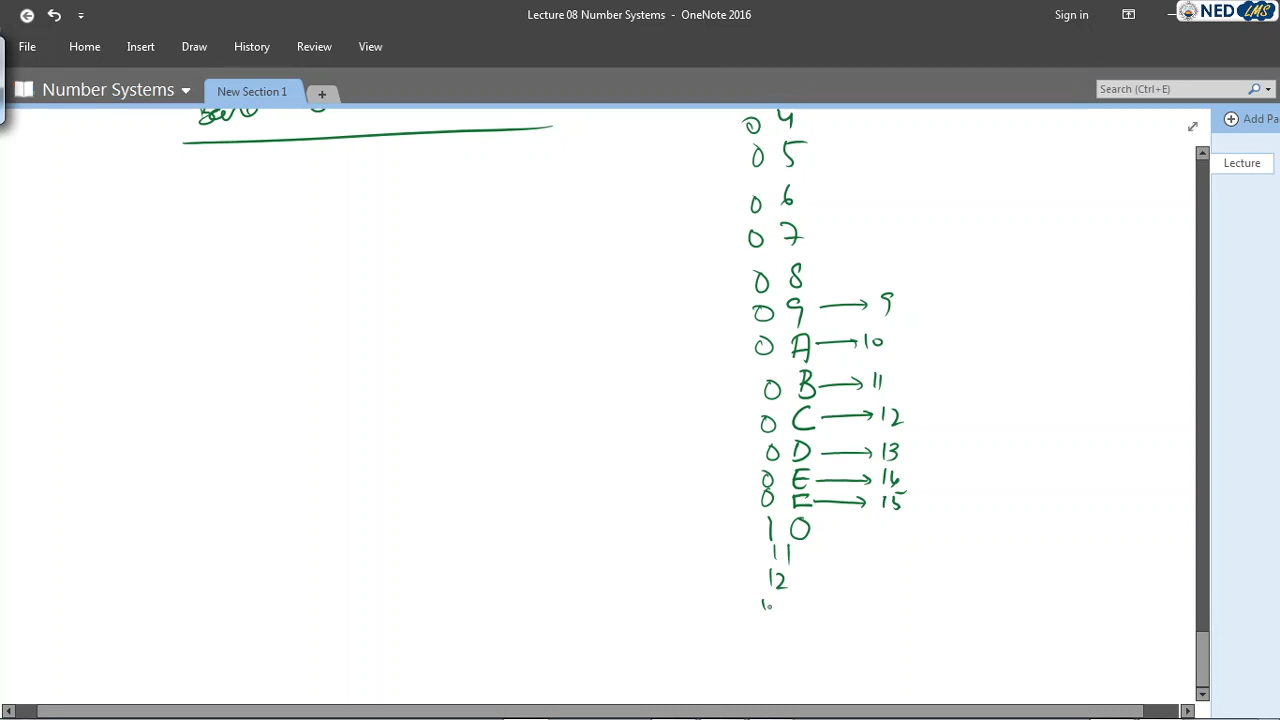 Lecture 08 Number Systems - OneNote 2016
Sign in
NED LMS
File Home Insert Draw History Review View
Number Systems
New Section 1
Search (Ctrl+E)
Add Pa
Lecture
0 4
0 5
0 6
0 7
0 8
0 9 → 9
0 A → 10
0 B → 11
0 C → 12
0 D → 13
0 E → 14
0 E → 15
1 0
11
12
1